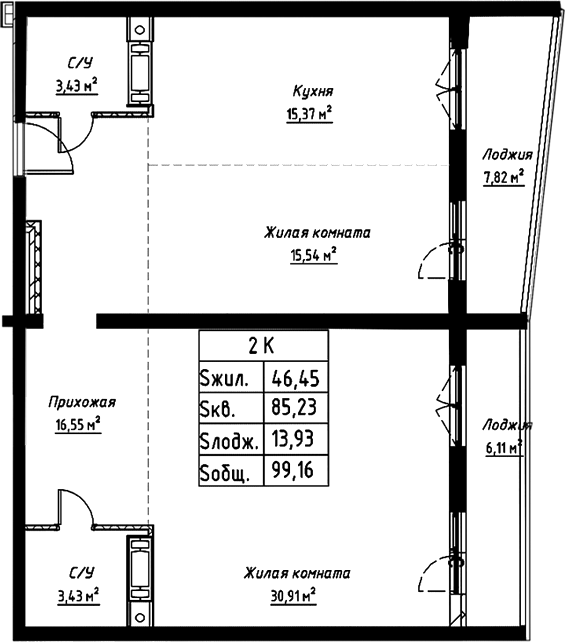 С/У
3,43 м²
Кухня
15,37 м²
Лоджия
7,82 м²
Жилая комната
15,54 м²
2 К
Sжил. 46,45
Sкв. 85,23
Sлодж. 13,93
Sобщ. 99,16
Прихожая
16,55 м²
Лоджия
6,11 м²
С/У
3,43 м²
Жилая комната
30,91 м²